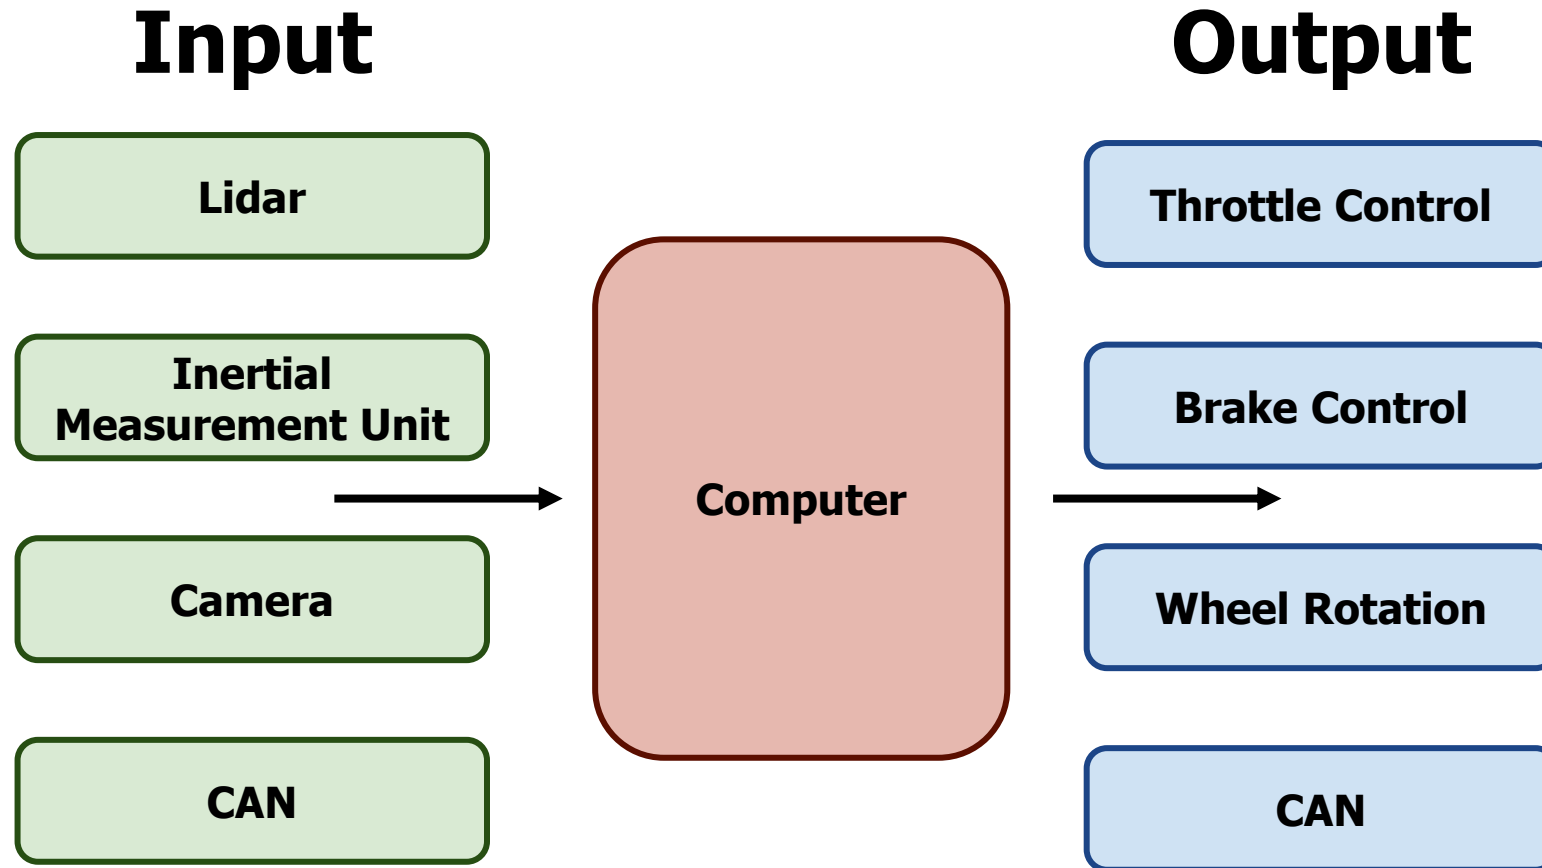 Input
Output
Lidar
Throttle Control
Inertial
Measurement Unit
Brake Control
Computer
Camera
Wheel Rotation
CAN
CAN